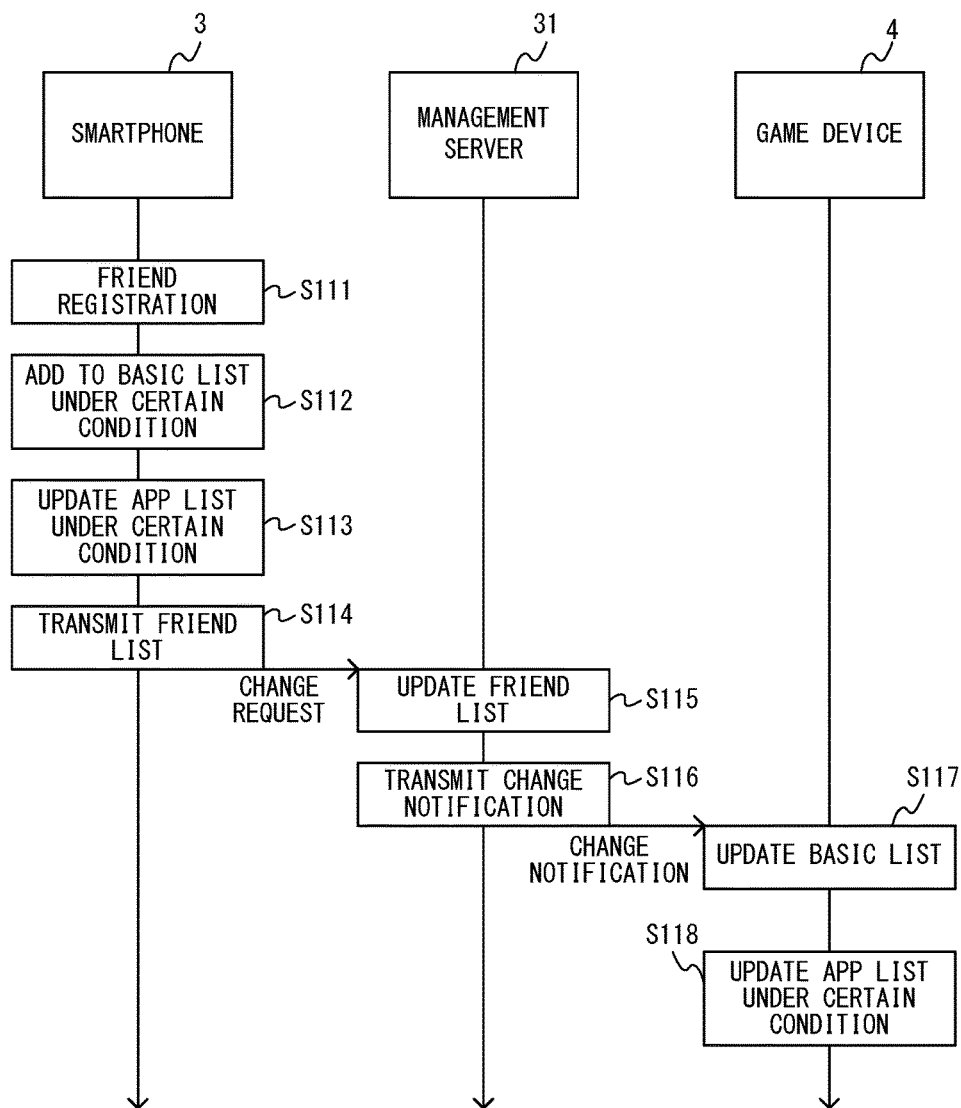 3
31
4
SMARTPHONE
MANAGEMENT
SERVER
GAME DEVICE
FRIEND
REGISTRATION
S111
ADD TO BASIC LIST
UNDER CERTAIN
CONDITION
S112
UPDATE APP LIST
UNDER CERTAIN
CONDITION
S113
TRANSMIT FRIEND
LIST
S114
CHANGE
REQUEST
UPDATE FRIEND
LIST
S115
TRANSMIT CHANGE
NOTIFICATION
S116
CHANGE
NOTIFICATION
S117
UPDATE BASIC LIST
S118
UPDATE APP LIST
UNDER CERTAIN
CONDITION